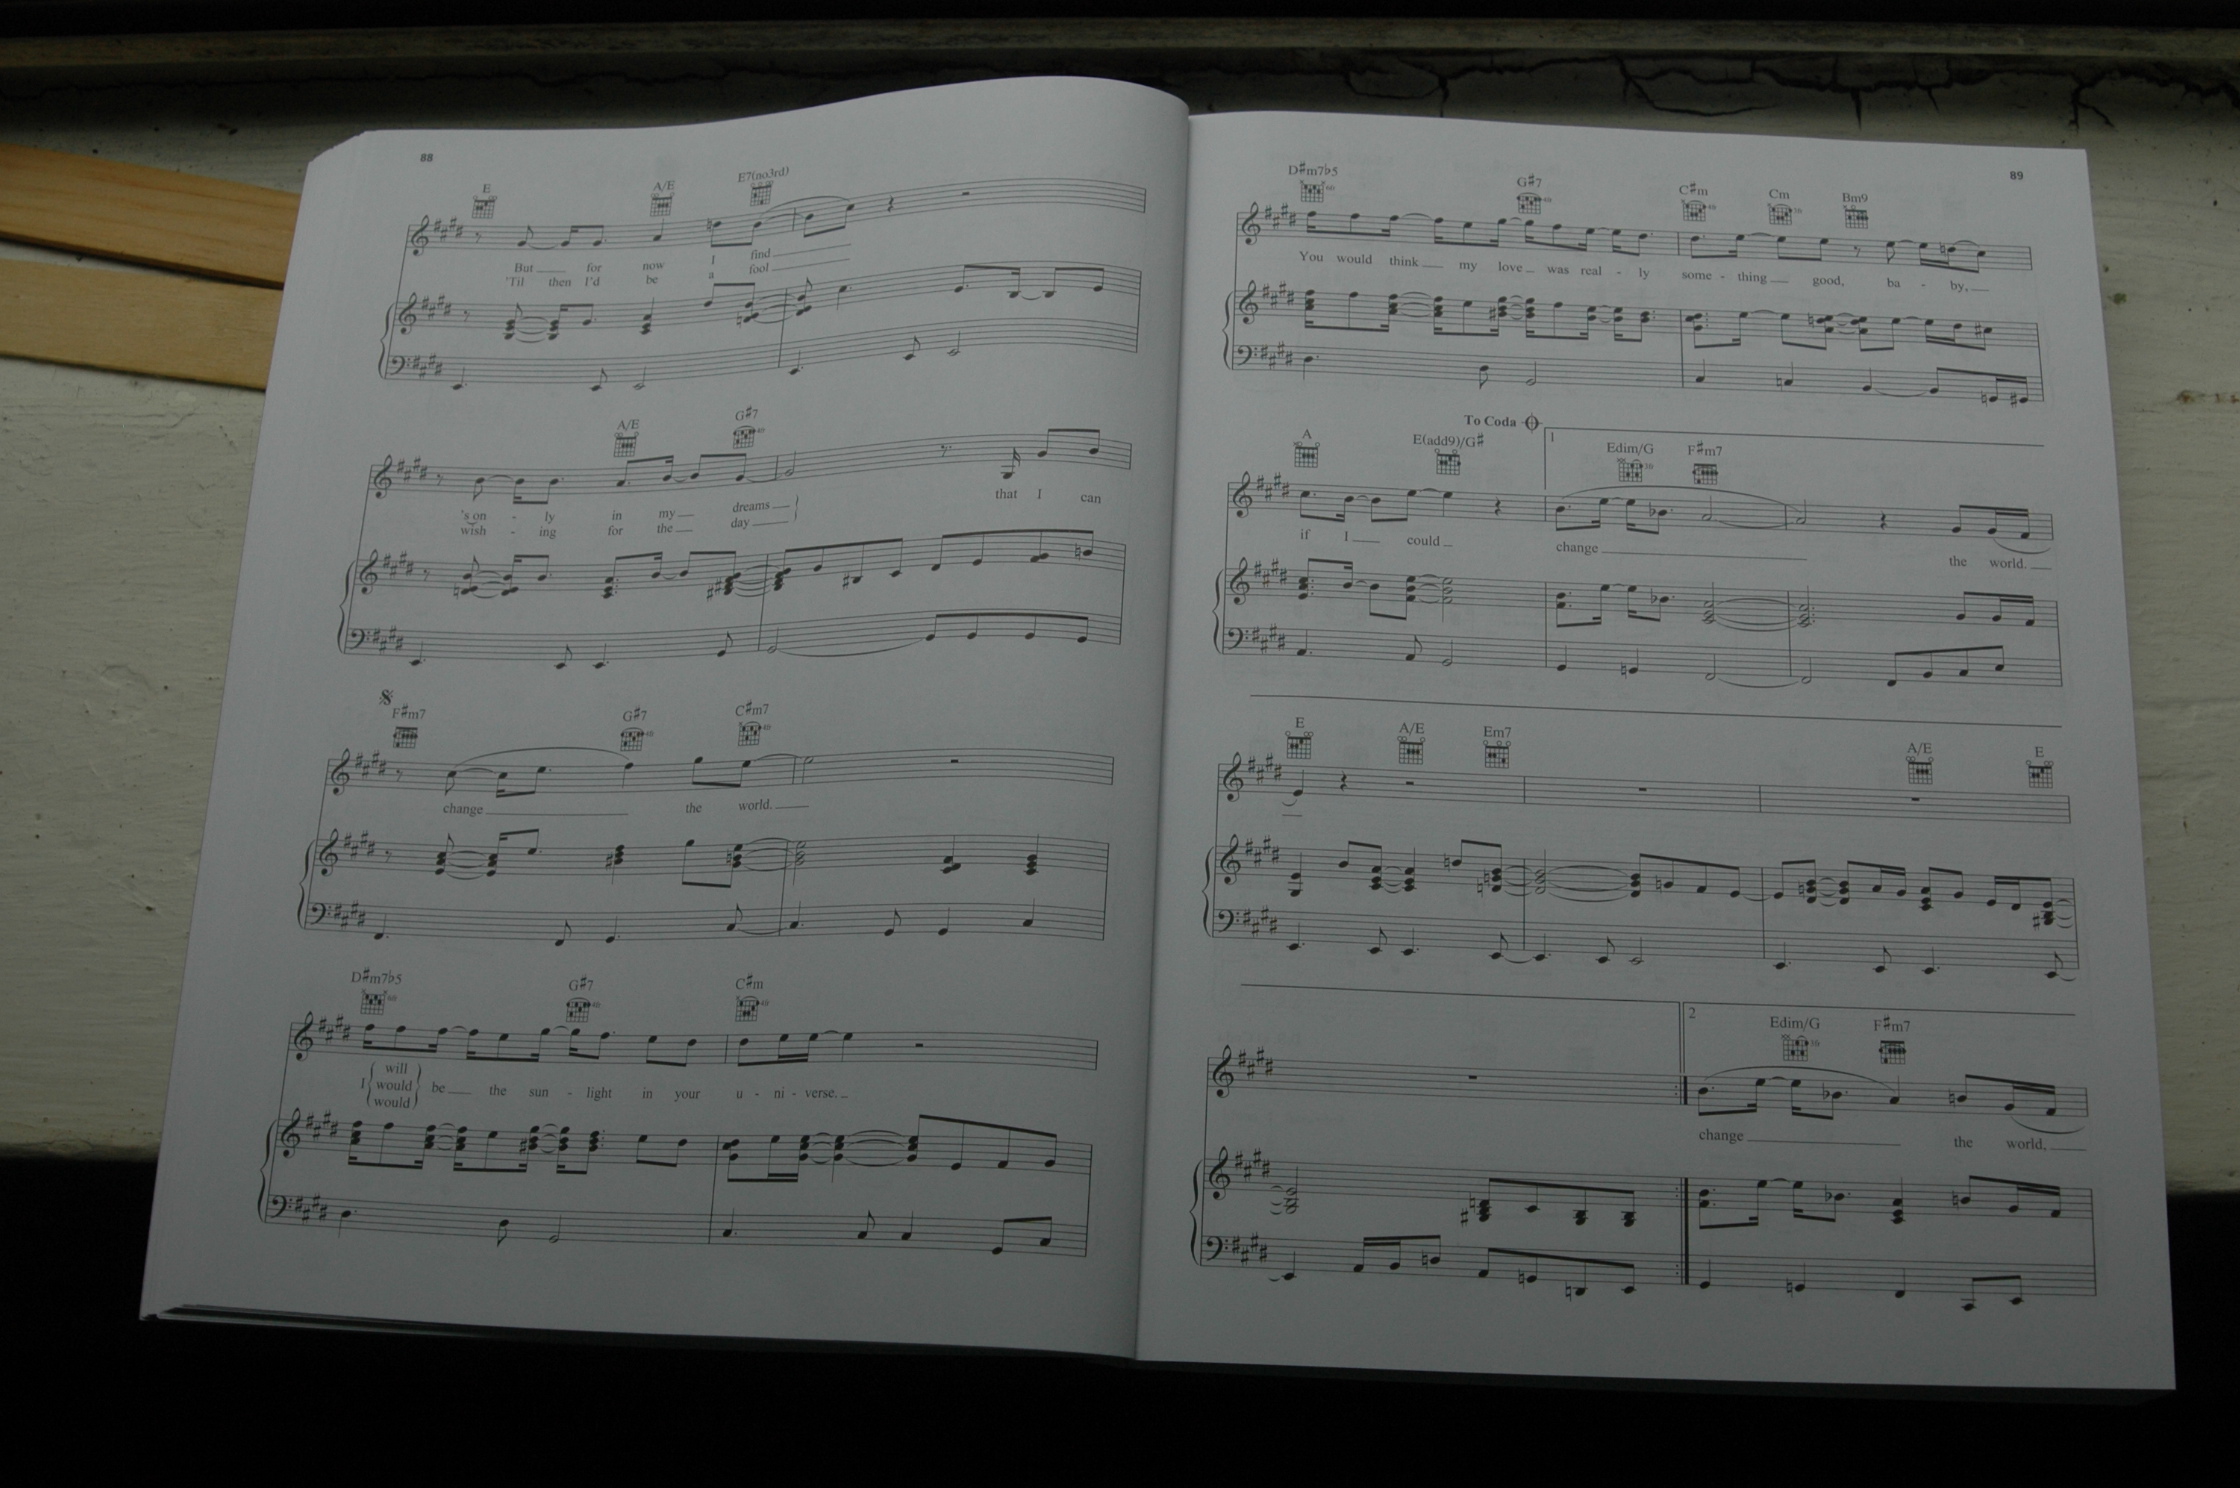 88
E A/E E7(no3rd)
But for now I find
'Til then I'd be a fool
A/E G#7
's on - ly in my dreams that I can
wish - ing for the day
F#m7 G#7 C#m7
change the world.
D#m7♭5 G#7 C#m
will
I would be the sun - light in your u - ni - verse.
would
89
D#m7♭5 G#7 C#m Cm Bm9
You would think my love was real - ly some - thing good, ba - by,
To Coda
1
A E(add9)/G# Edim/G F#m7
if I could change the world.
E A/E Em7 A/E E
2
Edim/G F#m7
change the world,